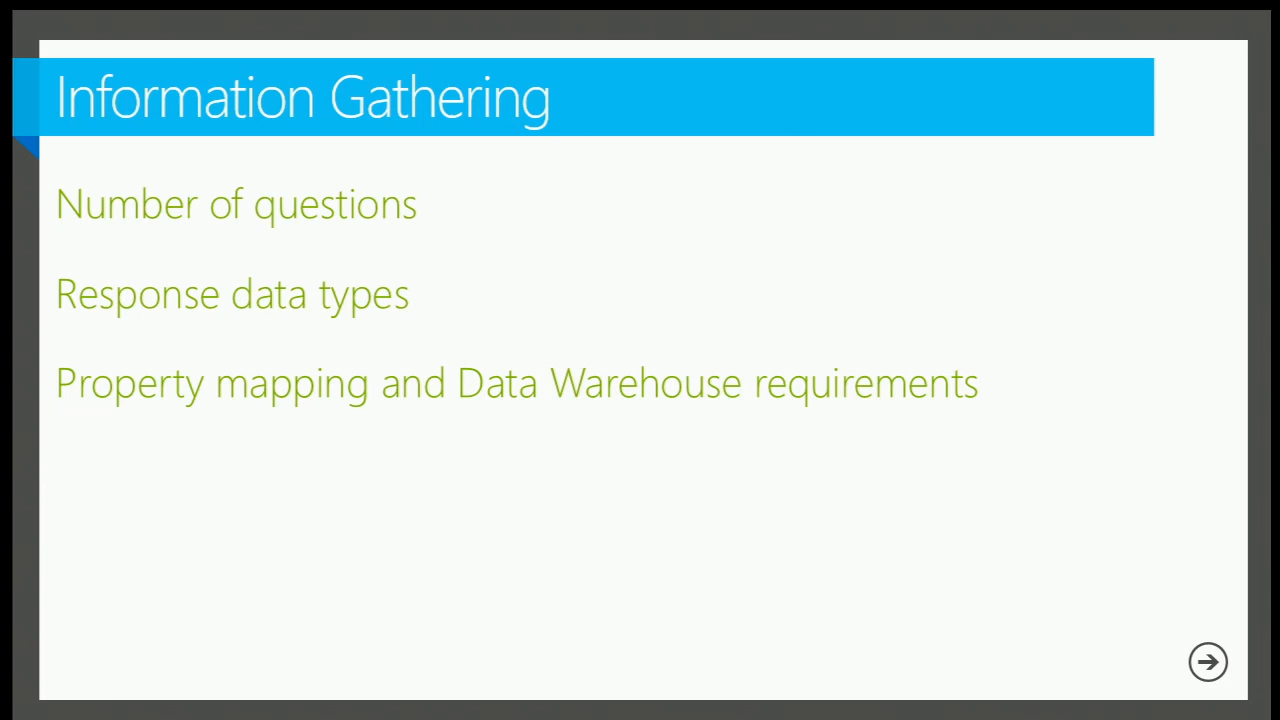 Information Gathering
Number of questions
Response data types
Property mapping and Data Warehouse requirements